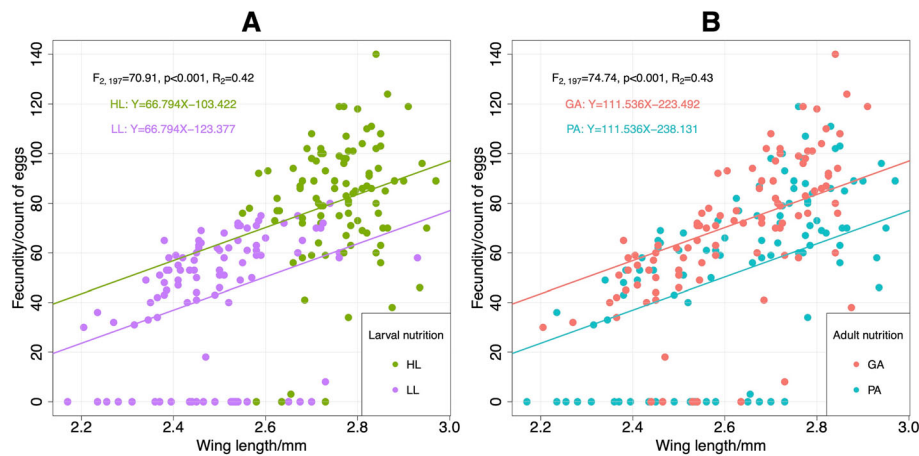 A
B
Fecundity/count of eggs
140
120
100
80
60
40
20
0
F2, 197=70.91, p<0.001, R2=0.42
HL: Y=66.794X−103.422
LL: Y=66.794X−123.377
Larval nutrition
HL
LL
2.2 2.4 2.6 2.8 3.0
Wing length/mm
Fecundity/count of eggs
140
120
100
80
60
40
20
0
F2, 197=74.74, p<0.001, R2=0.43
GA: Y=111.536X−223.492
PA: Y=111.536X−238.131
Adult nutrition
GA
PA
2.2 2.4 2.6 2.8 3.0
Wing length/mm